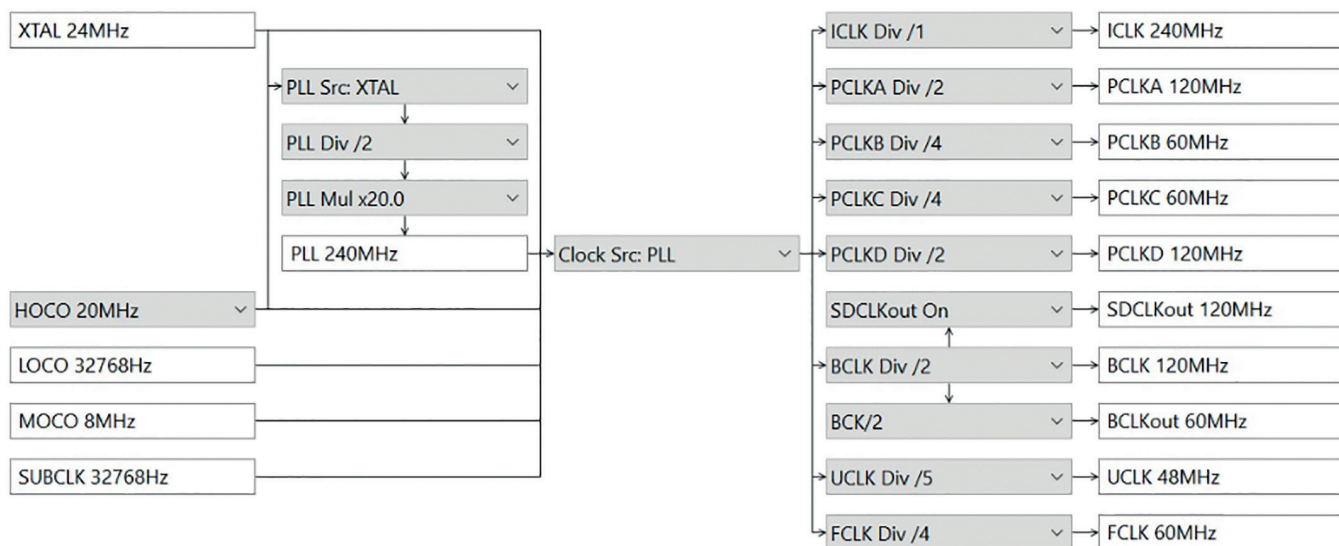 XTAL 24MHz
PLL Src: XTAL
PLL Div /2
PLL Mul x20.0
PLL 240MHz
HOCO 20MHz
LOCO 32768Hz
MOCO 8MHz
SUBCLK 32768Hz
Clock Src: PLL
ICLK Div /1
ICLK 240MHz
PCLKA Div /2
PCLKA 120MHz
PCLKB Div /4
PCLKB 60MHz
PCLKC Div /4
PCLKC 60MHz
PCLKD Div /2
PCLKD 120MHz
SDCLKout On
SDCLKout 120MHz
BCLK Div /2
BCLK 120MHz
BCK/2
BCLKout 60MHz
UCLK Div /5
UCLK 48MHz
FCLK Div /4
FCLK 60MHz